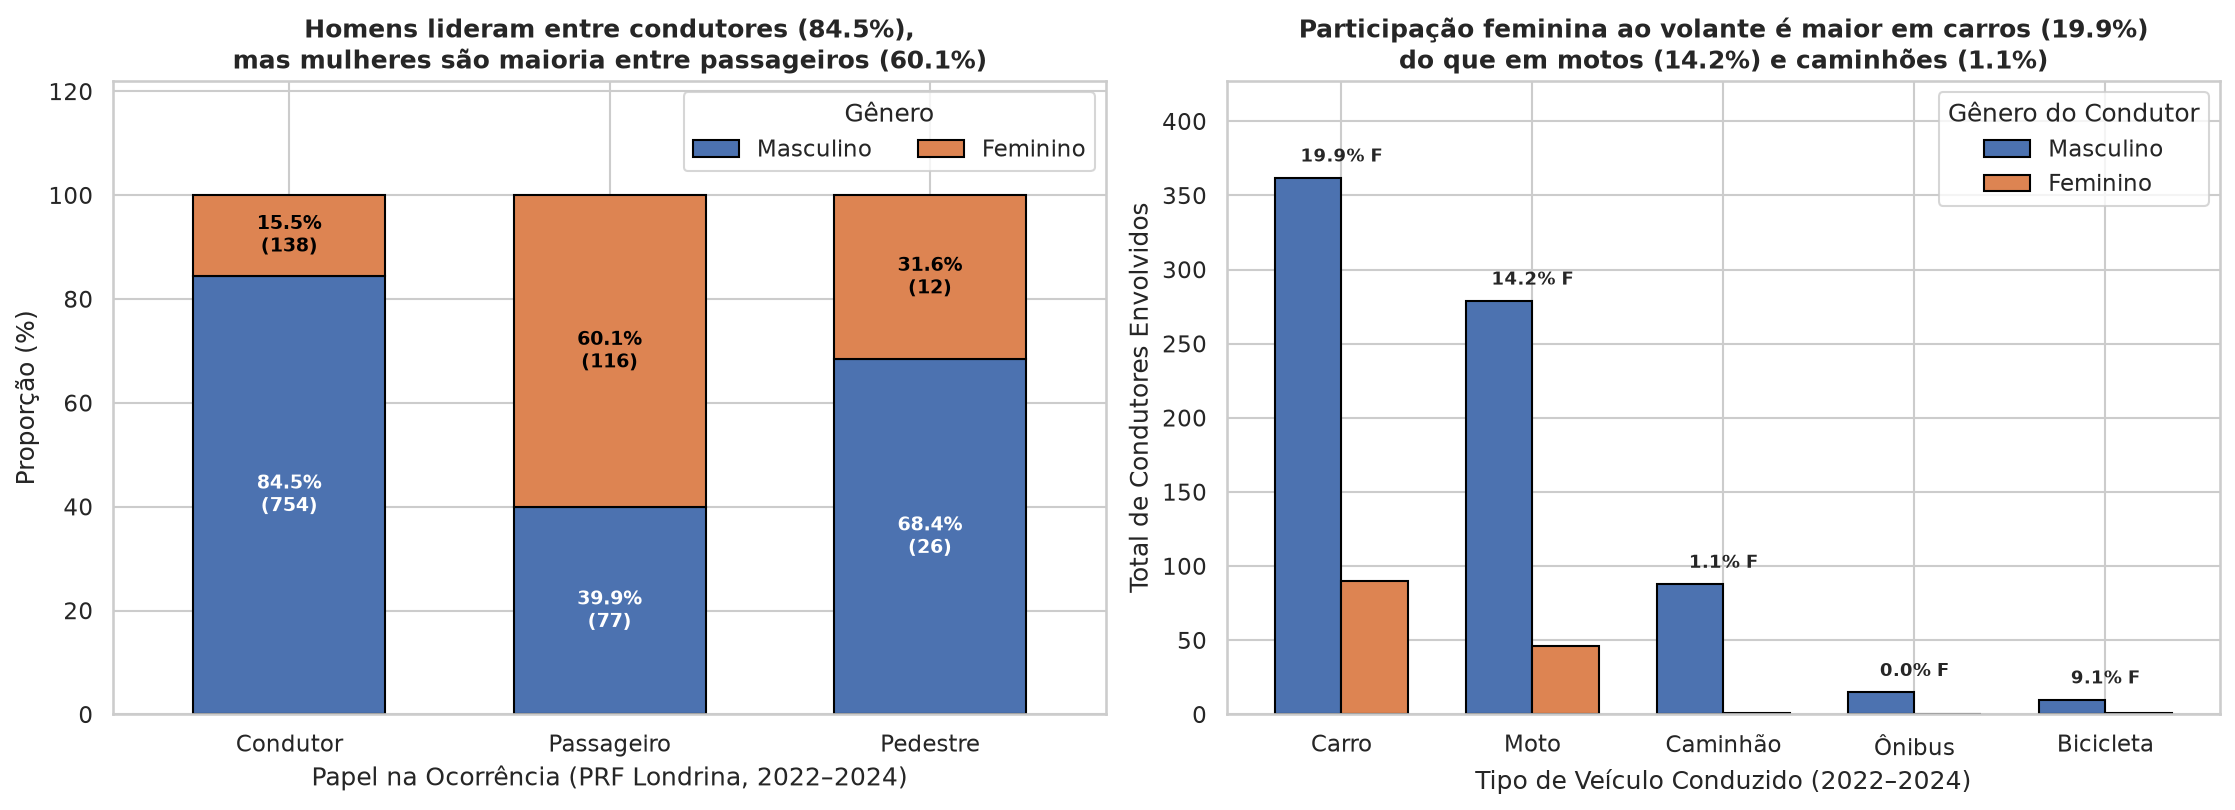 Homens lideram entre condutores (84.5%),
mas mulheres são maioria entre passageiros (60.1%)
Proporção (%)
120
100
80
60
40
20
0
Gênero
Masculino
Feminino
15.5%
(138)
84.5%
(754)
60.1%
(116)
39.9%
(77)
31.6%
(12)
68.4%
(26)
Condutor
Passageiro
Pedestre
Papel na Ocorrência (PRF Londrina, 2022–2024)
Participação feminina ao volante é maior em carros (19.9%)
do que em motos (14.2%) e caminhões (1.1%)
Total de Condutores Envolvidos
400
350
300
250
200
150
100
50
0
Gênero do Condutor
Masculino
Feminino
19.9% F
14.2% F
1.1% F
0.0% F
9.1% F
Carro
Moto
Caminhão
Ônibus
Bicicleta
Tipo de Veículo Conduzido (2022–2024)